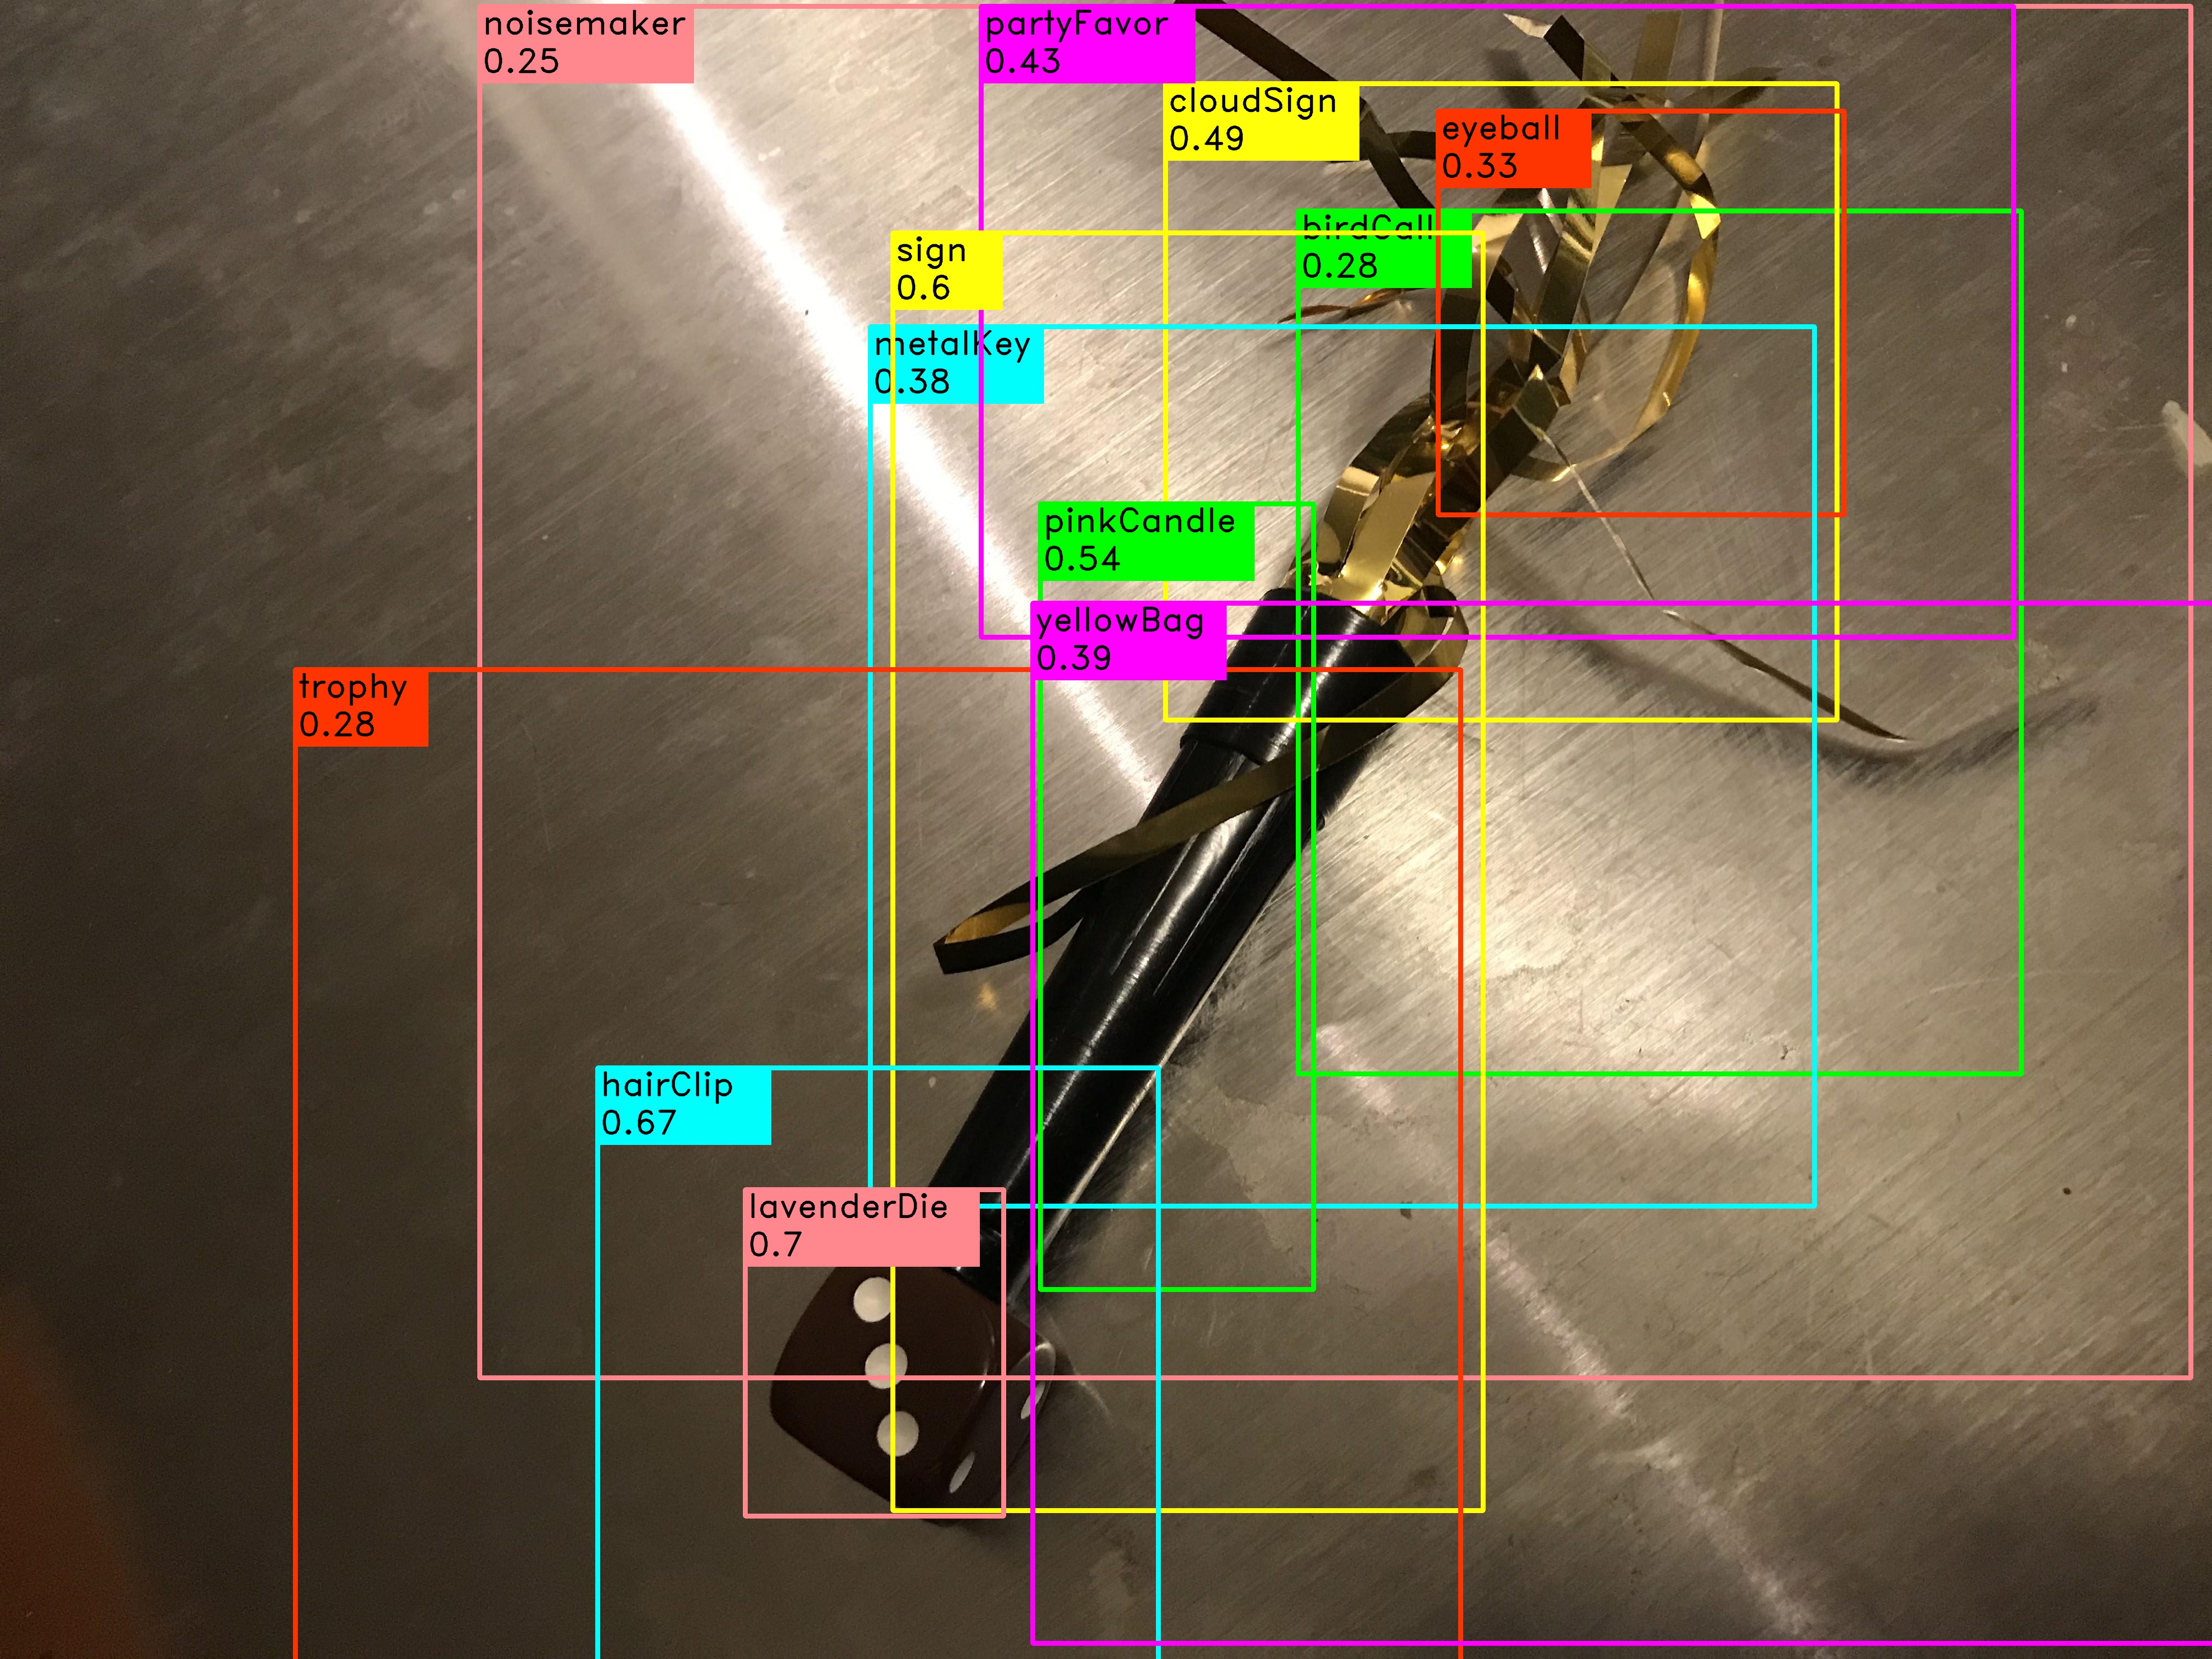 noisemaker
0.25
partyFavor
0.43
cloudSign
0.49
eyeball
0.33
birdCall
0.28
sign
0.6
metalKey
0.38
pinkCandle
0.54
yellowBag
0.39
trophy
0.28
hairClip
0.67
lavenderDie
0.7